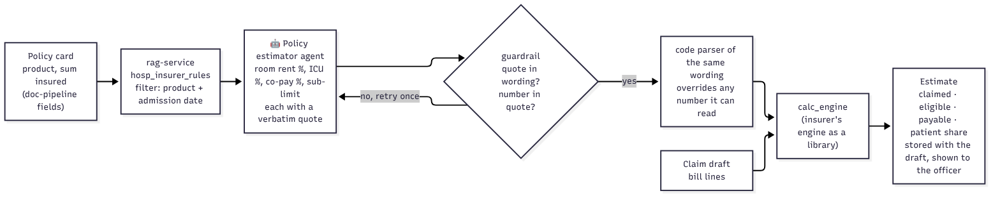 Policy card
product, sum
insured
(doc-pipeline
fields)
rag-service
hosp_insurer_rules
filter: product +
admission date
🤖 Policy
estimator agent
room rent %, ICU
%, co-pay %, sub-
limit
each with a
verbatim quote
no, retry once
guardrail
quote in
wording?
number in
quote?
yes
code parser of
the same
wording
overrides any
number it can
read
Claim draft
bill lines
calc_engine
(insurer's
engine as a
library)
Estimate
claimed ·
eligible ·
payable ·
patient share
stored with the
draft, shown to
the officer